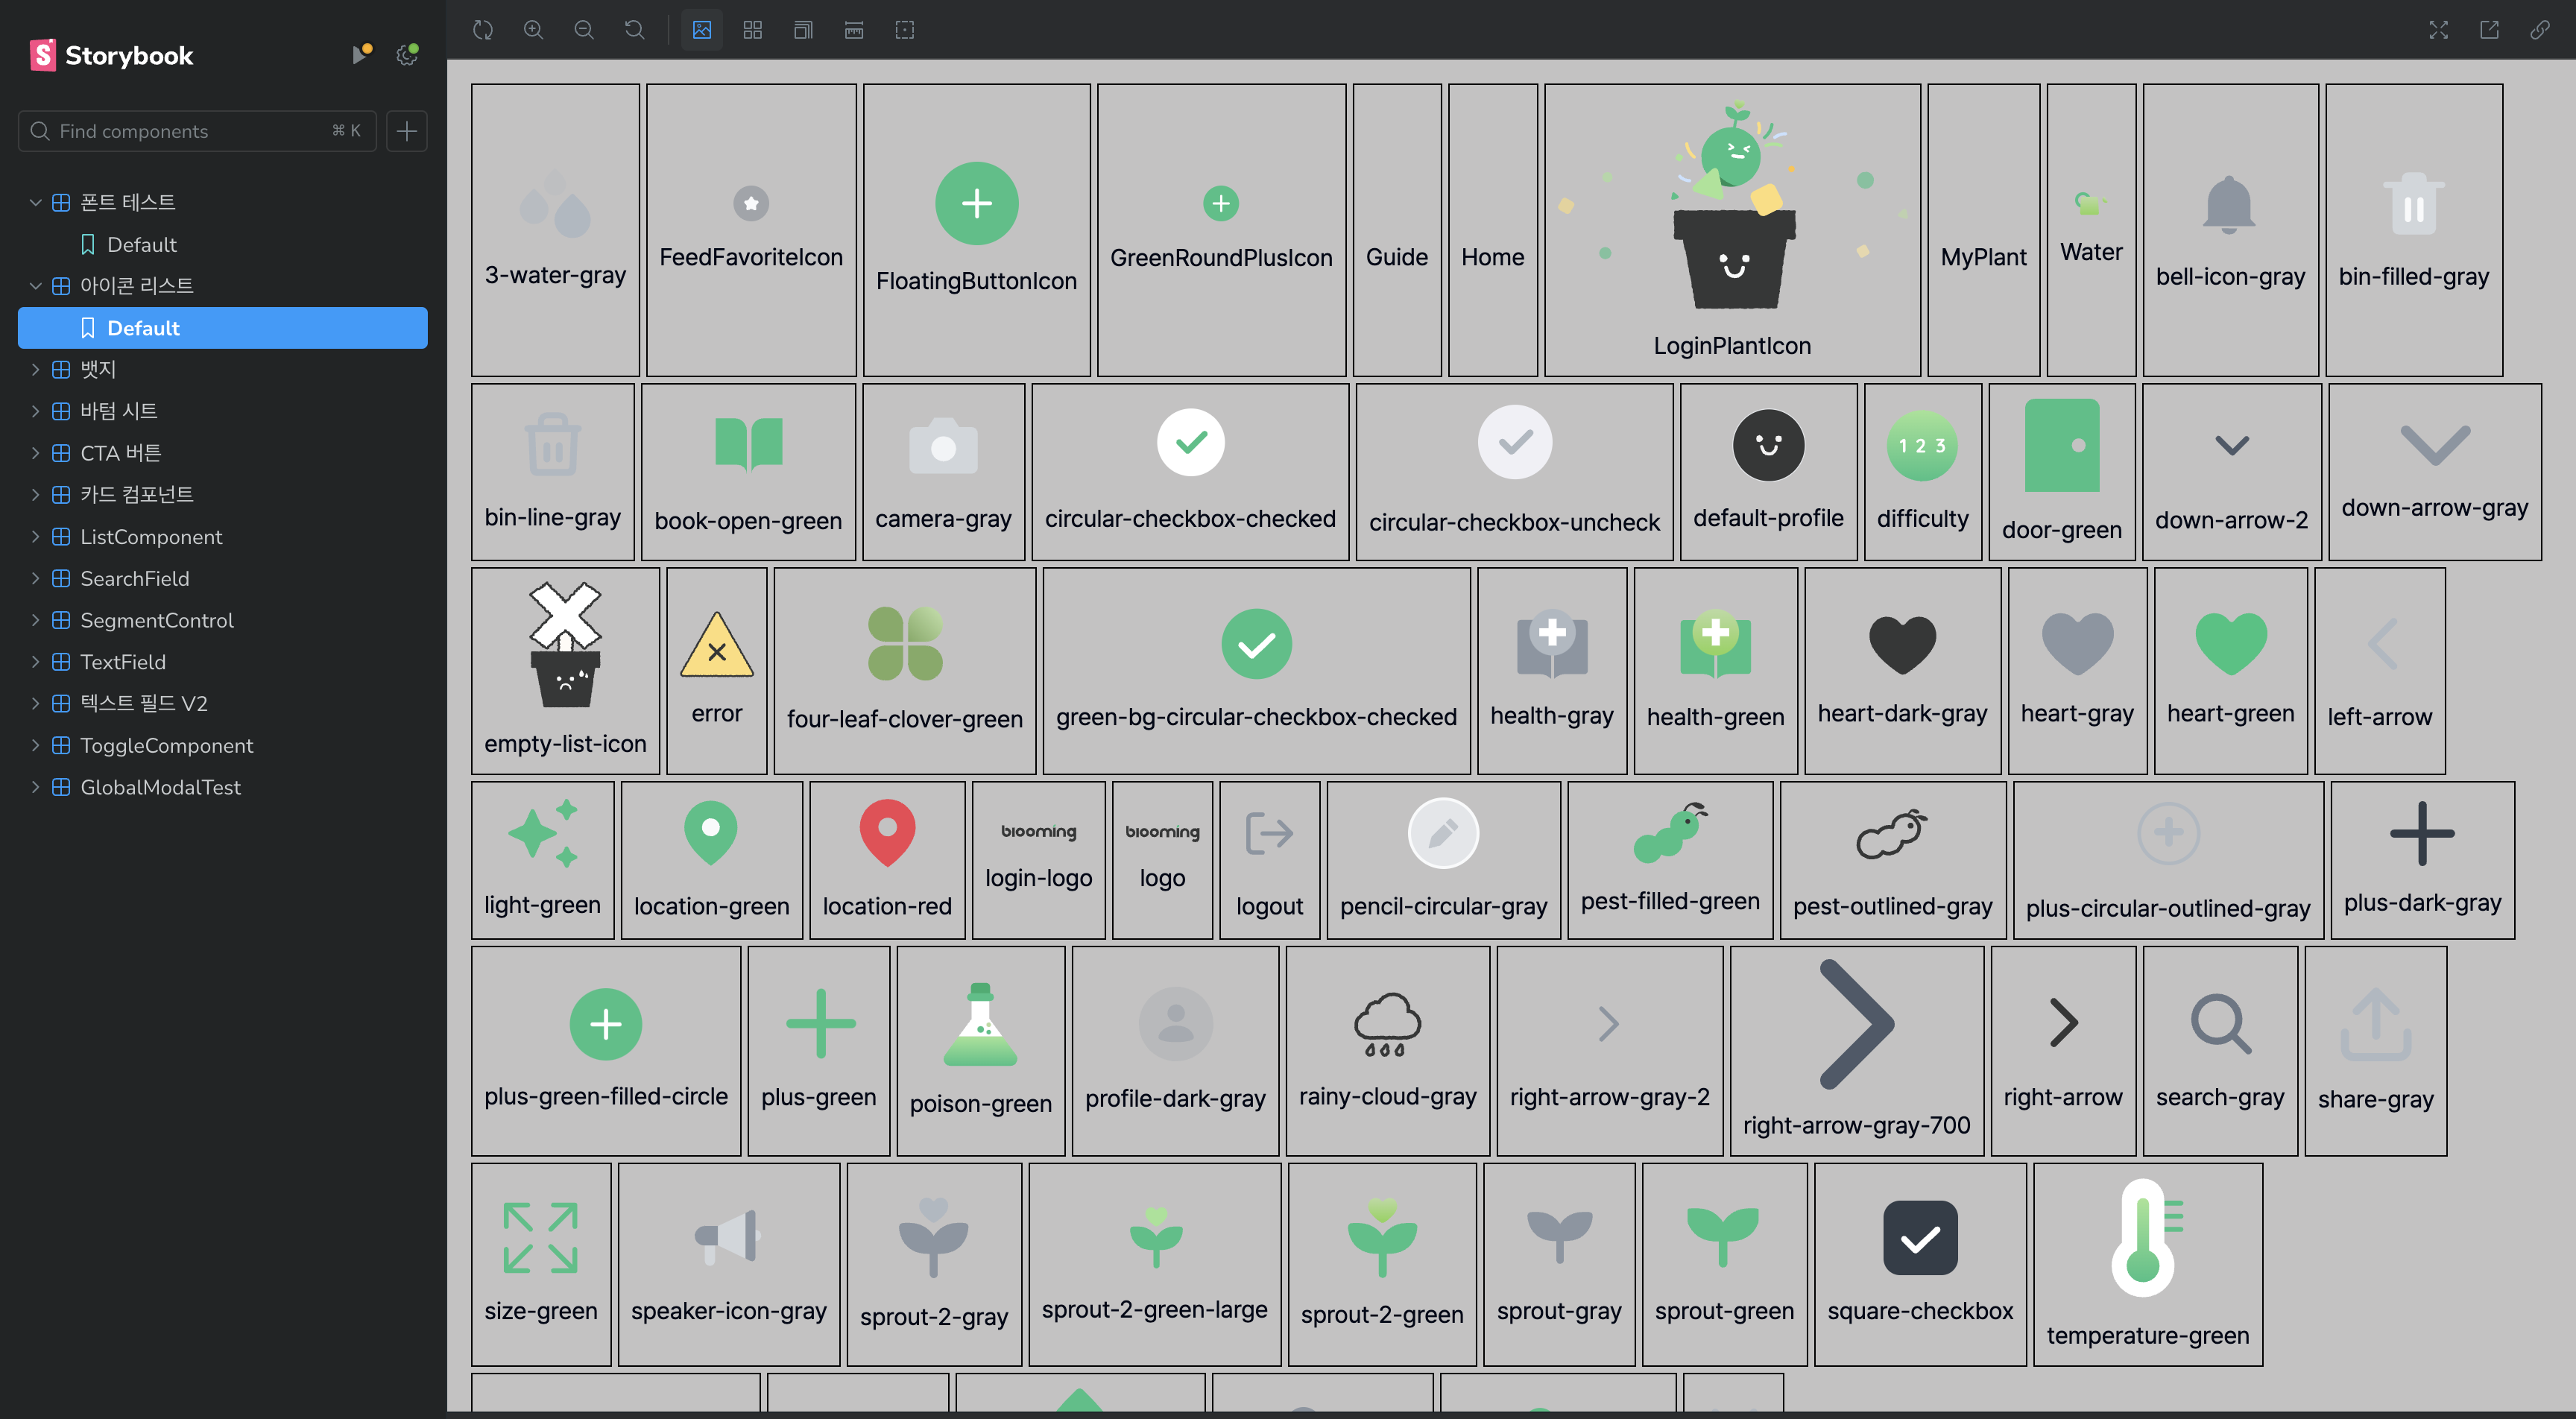 Storybook
Find components
⌘ K
폰트 테스트
Default
아이콘 리스트
Default
뱃지
바텀 시트
CTA 버튼
카드 컴포넌트
ListComponent
SearchField
SegmentControl
TextField
텍스트 필드 V2
ToggleComponent
GlobalModalTest
3-water-gray
FeedFavoriteIcon
FloatingButtonIcon
GreenRoundPlusIcon
Guide
Home
LoginPlantIcon
MyPlant
Water
bell-icon-gray
bin-filled-gray
bin-line-gray
book-open-green
camera-gray
circular-checkbox-checked
circular-checkbox-uncheck
default-profile
1 2 3
difficulty
door-green
down-arrow-2
down-arrow-gray
empty-list-icon
error
four-leaf-clover-green
green-bg-circular-checkbox-checked
health-gray
health-green
heart-dark-gray
heart-gray
heart-green
left-arrow
light-green
location-green
location-red
blooming
login-logo
blooming
logo
logout
pencil-circular-gray
pest-filled-green
pest-outlined-gray
plus-circular-outlined-gray
plus-dark-gray
plus-green-filled-circle
plus-green
poison-green
profile-dark-gray
rainy-cloud-gray
right-arrow-gray-2
right-arrow-gray-700
right-arrow
search-gray
share-gray
size-green
speaker-icon-gray
sprout-2-gray
sprout-2-green-large
sprout-2-green
sprout-gray
sprout-green
square-checkbox
temperature-green